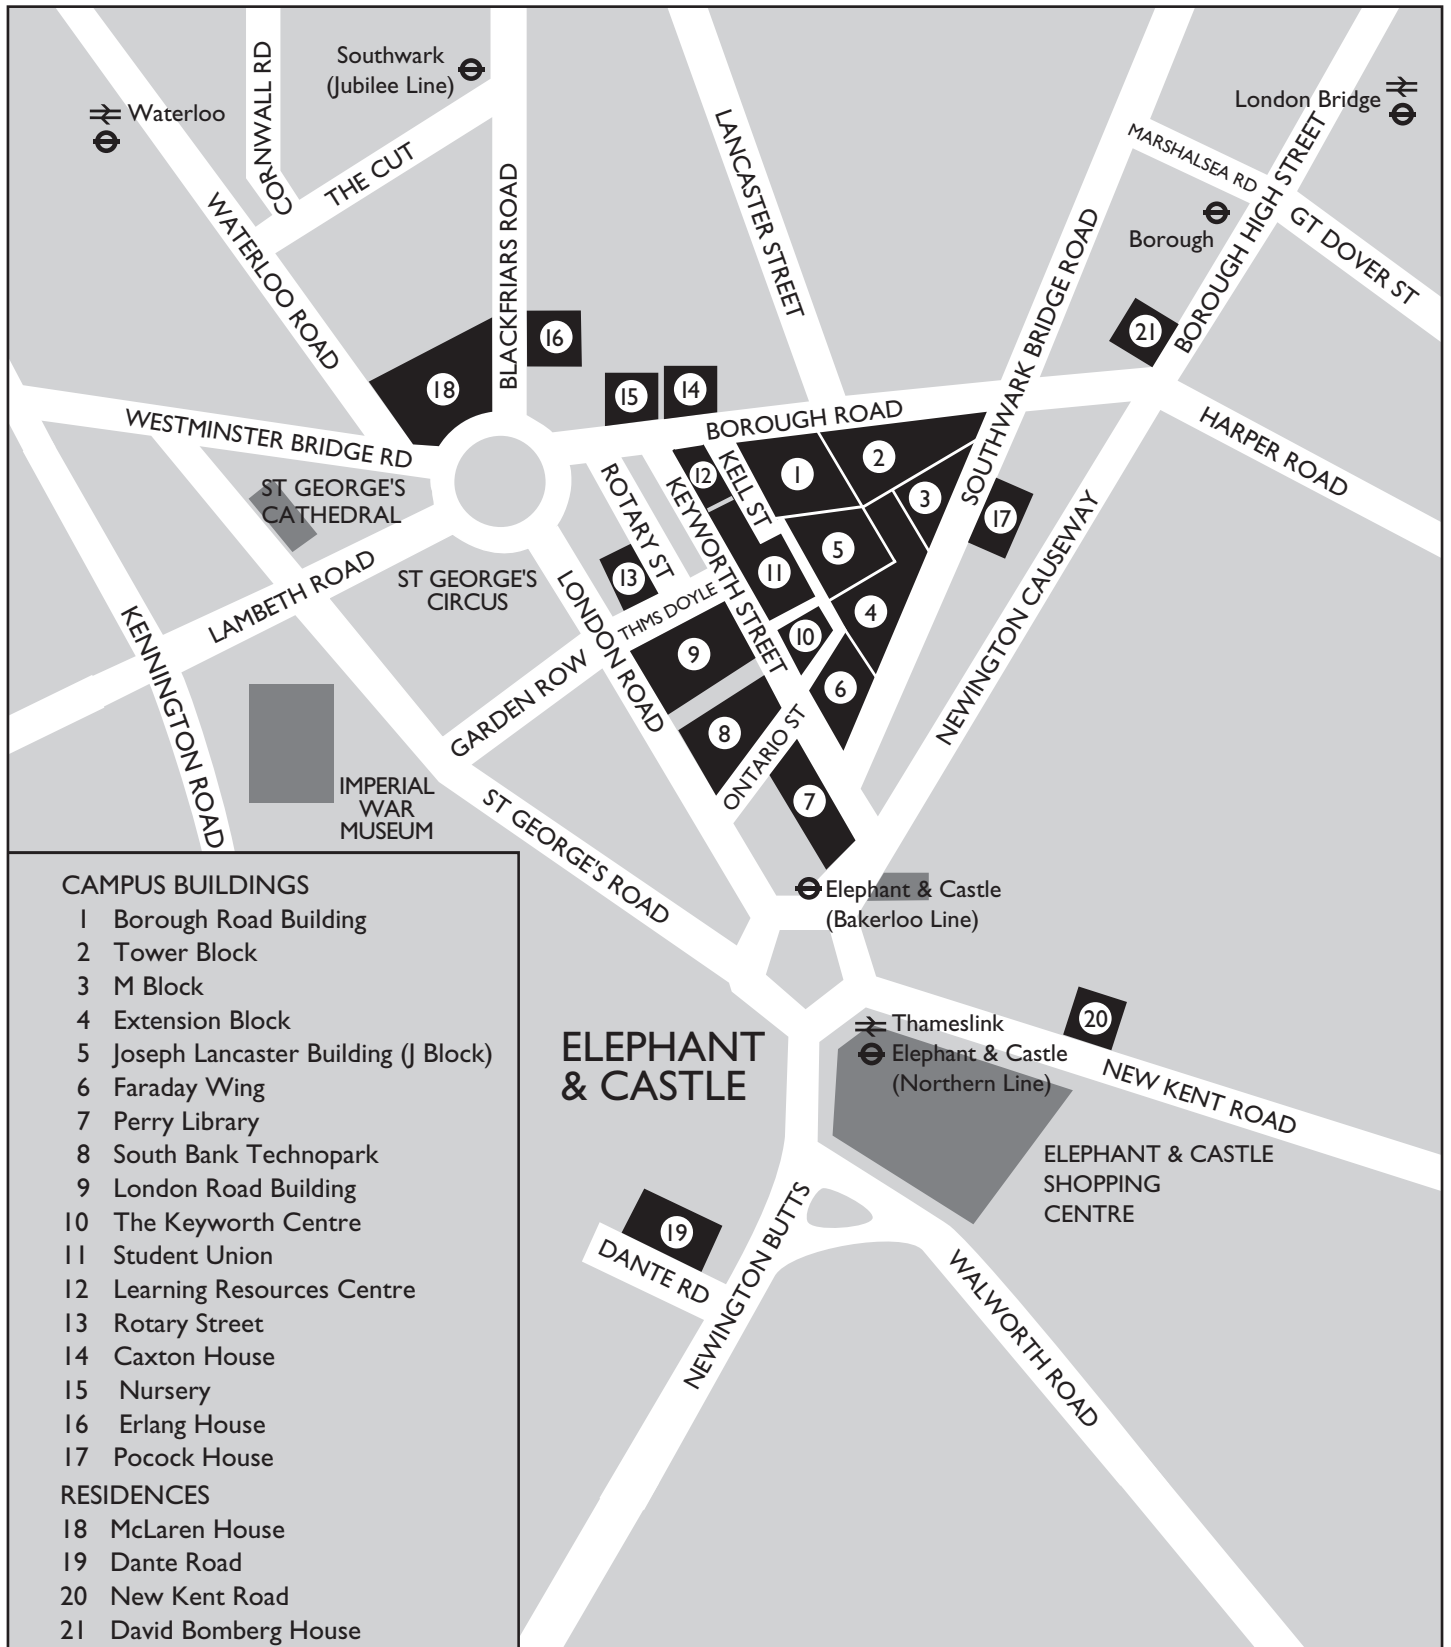 Southwark
(Jubilee Line)
Waterloo
CORNWALL RD
THE CUT
WATERLOO ROAD
BLACKFRIARS ROAD
LANCASTER STREET
London Bridge
MARSHALSEA RD
Borough
BOROUGH HIGH STREET
GT DOVER ST
SOUTHWARK BRIDGE ROAD
21
16
18
15
14
WESTMINSTER BRIDGE RD
BOROUGH ROAD
HARPER ROAD
ST GEORGE'S
CATHEDRAL
ROTARY ST
KEYWORTH STREET
KELL ST
12
1
2
3
17
5
11
13
4
10
9
6
8
7
LAMBETH ROAD
ST GEORGE'S
CIRCUS
LONDON ROAD
THMS DOYLE
NEWINGTON CAUSEWAY
KENNINGTON ROAD
GARDEN ROW
ONTARIO ST
IMPERIAL
WAR
MUSEUM
ST GEORGE'S ROAD
Elephant & Castle
(Bakerloo Line)
ELEPHANT
& CASTLE
Thameslink
Elephant & Castle
(Northern Line)
20
NEW KENT ROAD
ELEPHANT & CASTLE
SHOPPING
CENTRE
19
DANTE RD
NEWINGTON BUTTS
WALWORTH ROAD
CAMPUS BUILDINGS
1 Borough Road Building
2 Tower Block
3 M Block
4 Extension Block
5 Joseph Lancaster Building (J Block)
6 Faraday Wing
7 Perry Library
8 South Bank Technopark
9 London Road Building
10 The Keyworth Centre
11 Student Union
12 Learning Resources Centre
13 Rotary Street
14 Caxton House
15 Nursery
16 Erlang House
17 Pocock House
RESIDENCES
18 McLaren House
19 Dante Road
20 New Kent Road
21 David Bomberg House